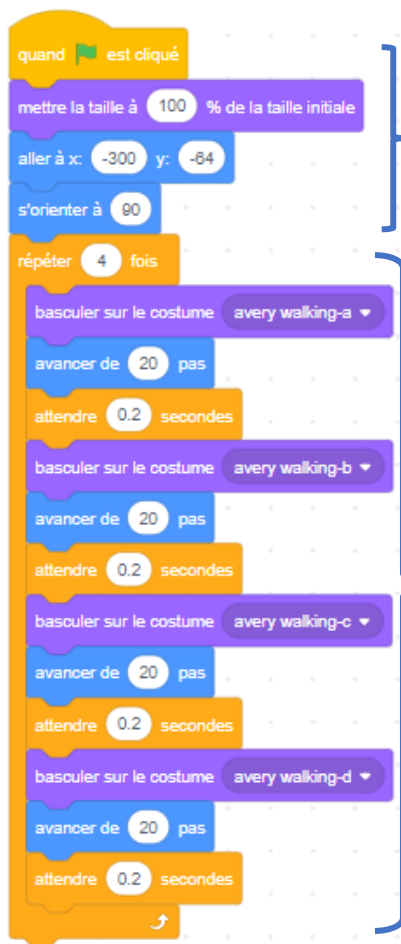 quand est cliqué
mettre la taille à 100 % de la taille initiale
aller à x: -300 y: -64
s'orienter à 90
répéter 4 fois
basculer sur le costume avery walking-a
avancer de 20 pas
attendre 0.2 secondes
basculer sur le costume avery walking-b
avancer de 20 pas
attendre 0.2 secondes
basculer sur le costume avery walking-c
avancer de 20 pas
attendre 0.2 secondes
basculer sur le costume avery walking-d
avancer de 20 pas
attendre 0.2 secondes